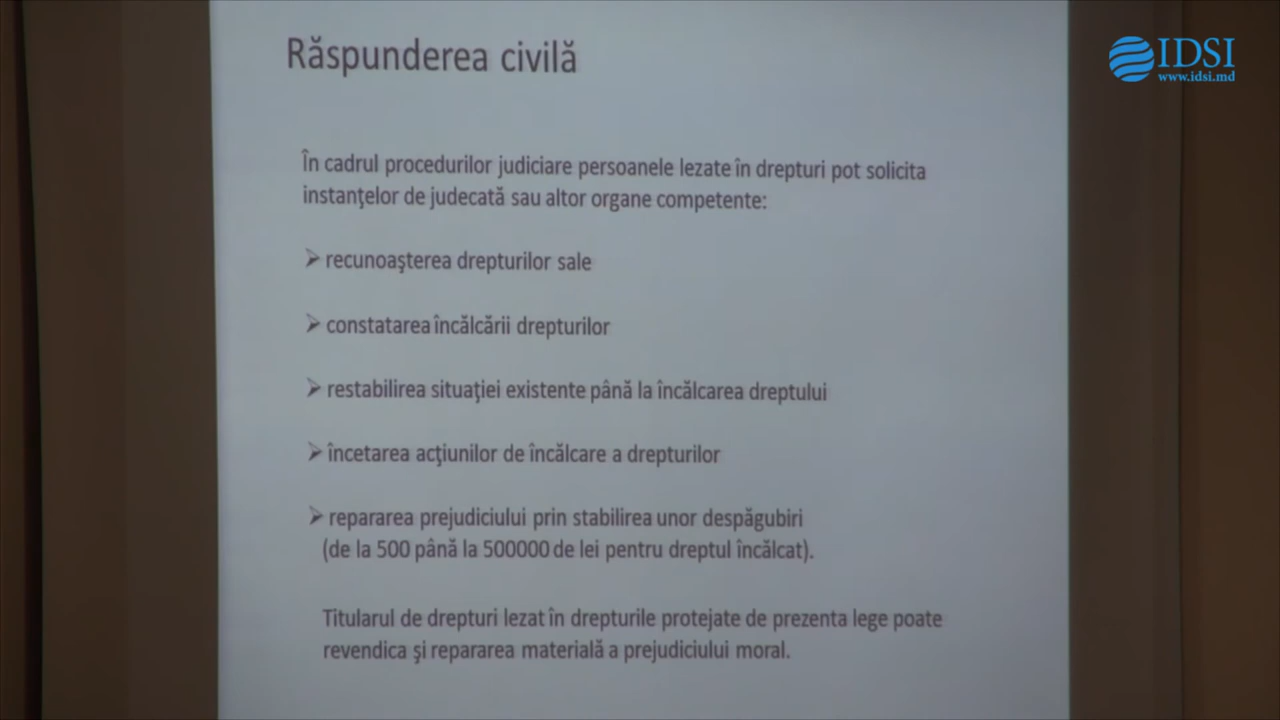 Răspunderea civilă
IDSI
www.idsi.md
În cadrul procedurilor judiciare persoanele lezate în drepturi pot solicita
instanţelor de judecată sau altor organe competente:
➢ recunoaşterea drepturilor sale
➢ constatarea încălcării drepturilor
➢ restabilirea situaţiei existente până la încălcarea dreptului
➢ încetarea acţiunilor de încălcare a drepturilor
➢ repararea prejudiciului prin stabilirea unor despăgubiri
(de la 500 până la 500000 de lei pentru dreptul încălcat).
Titularul de drepturi lezat în drepturile protejate de prezenta lege poate
revendica şi repararea materială a prejudiciului moral.